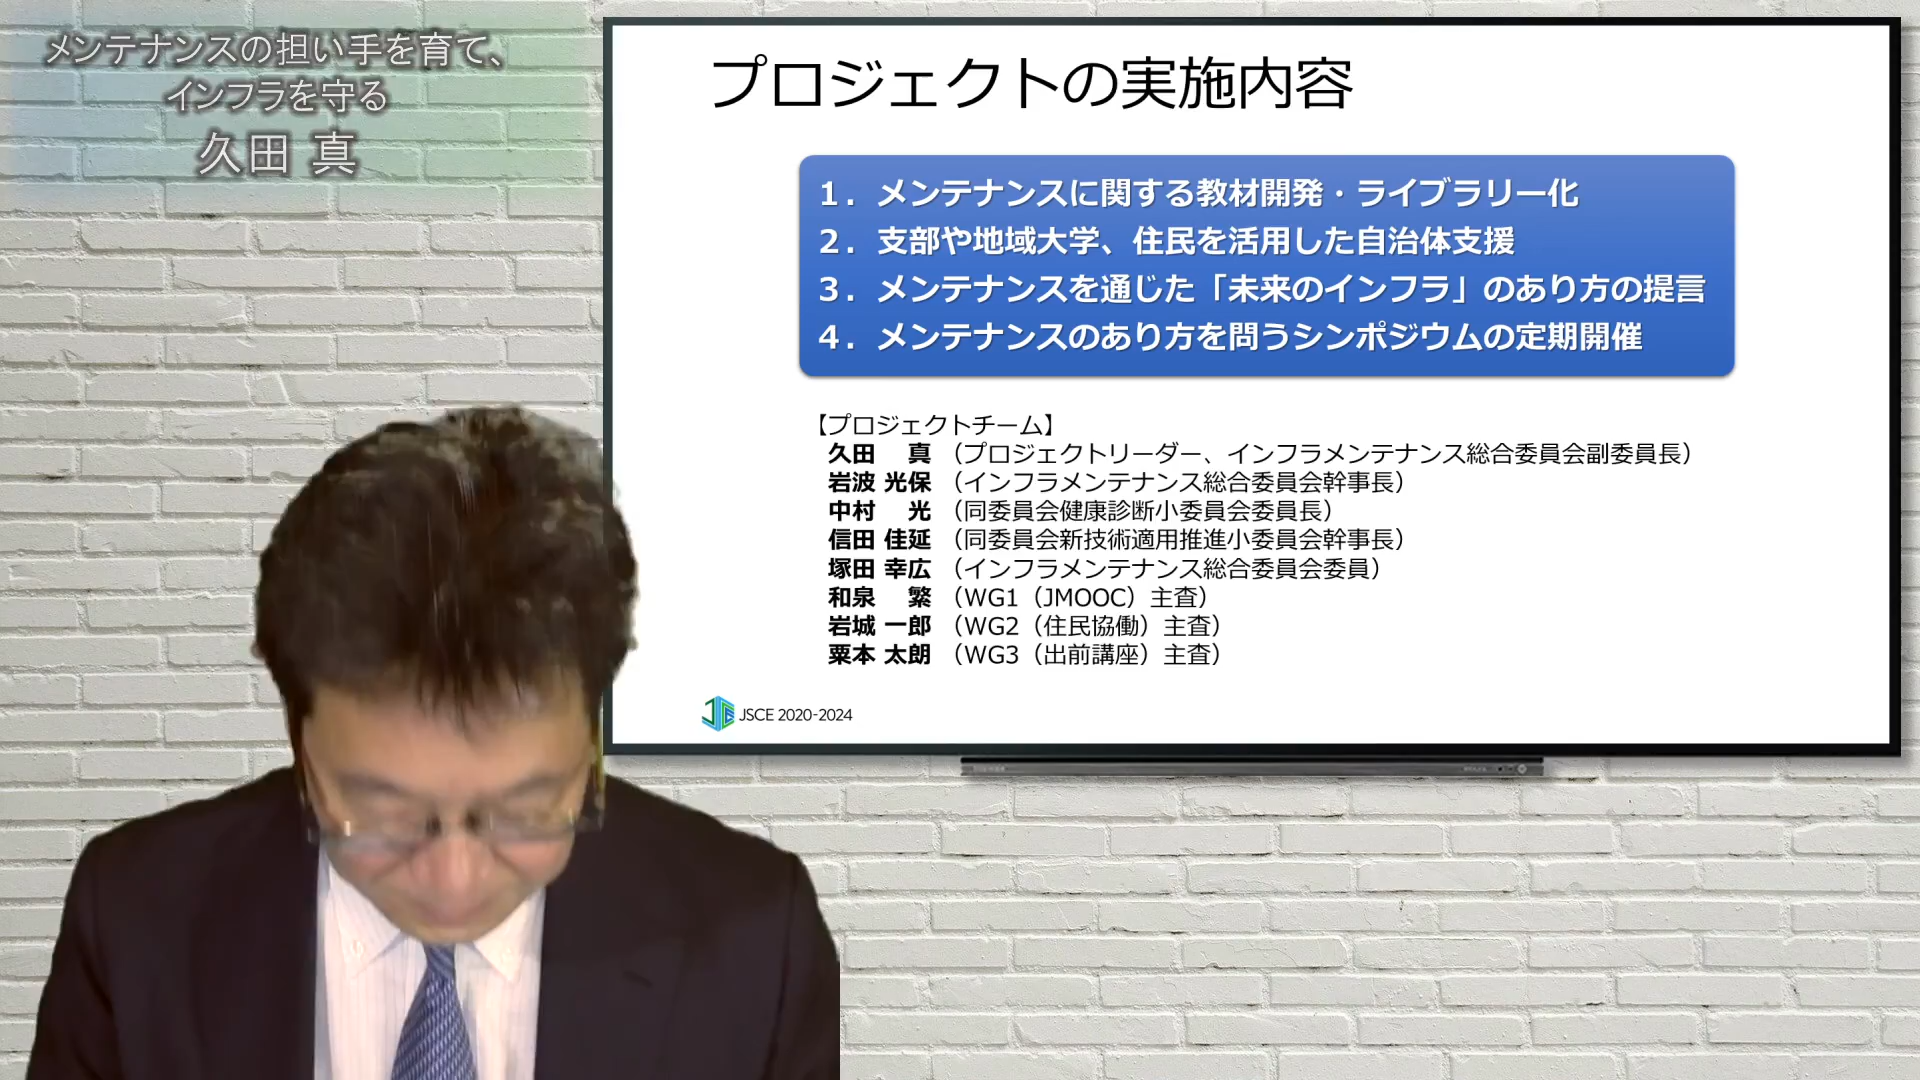 メンテナンスの担い手を育て、
インフラを守る
久田 真
プロジェクトの実施内容
1．メンテナンスに関する教材開発・ライブラリー化
2．支部や地域大学、住民を活用した自治体支援
3．メンテナンスを通じた「未来のインフラ」のあり方の提言
4．メンテナンスのあり方を問うシンポジウムの定期開催
【プロジェクトチーム】
久田 真（プロジェクトリーダー、インフラメンテナンス総合委員会副委員長）
岩波 光保（インフラメンテナンス総合委員会幹事長）
中村 光（同委員会健康診断小委員会委員長）
信田 佳延（同委員会新技術適用推進小委員会幹事長）
塚田 幸広（インフラメンテナンス総合委員会委員）
和泉 繁（WG1（JMOOC）主査）
岩城 一郎（WG2（住民協働）主査）
粟本 太朗（WG3（出前講座）主査）
JSCE 2020-2024